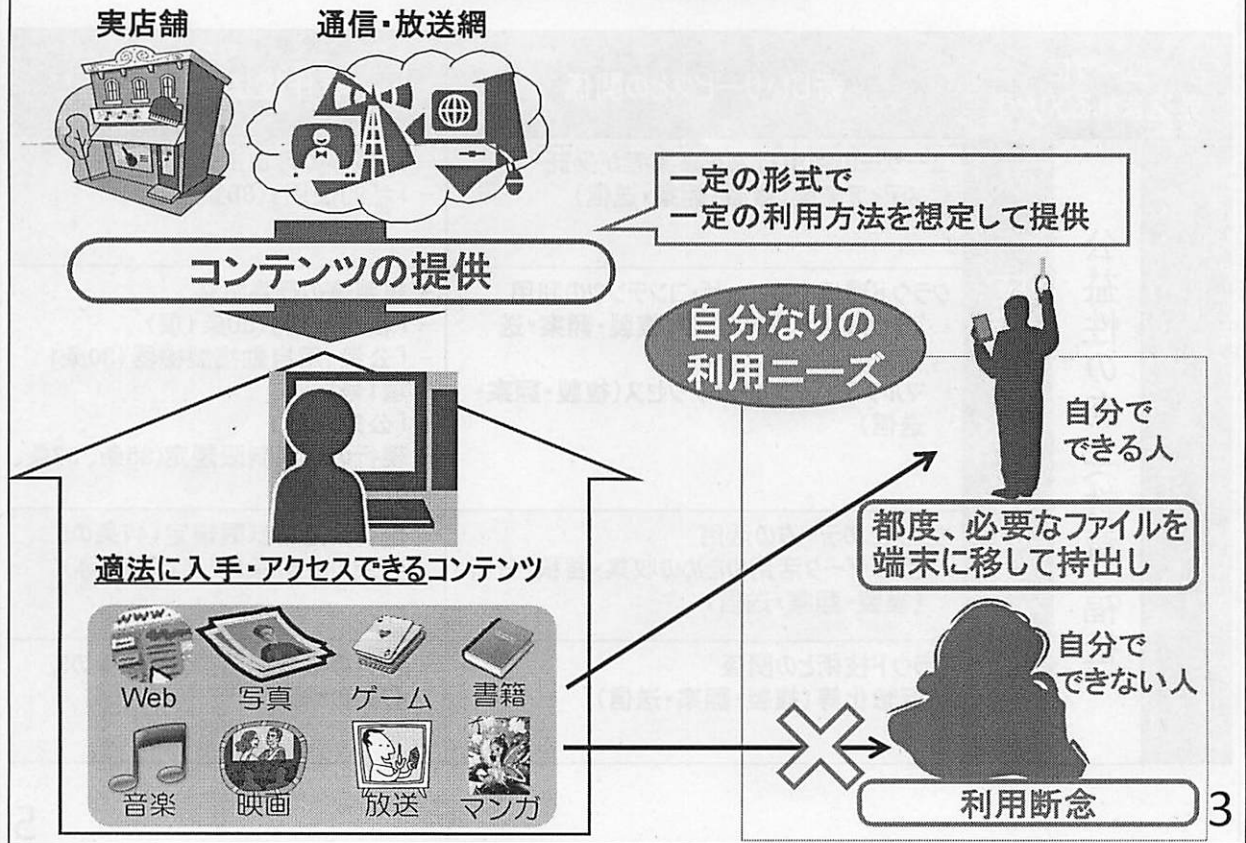 実店舗
通信・放送網
一定の形式で
一定の利用方法を想定して提供
コンテンツの提供
自分なりの
利用ニーズ
自分で
できる人
都度、必要なファイルを
端末に移して持出し
適法に入手・アクセスできるコンテンツ
WWW
Web
写真
ゲーム
書籍
自分で
できない人
音楽
映画
放送
マンガ
利用断念
3